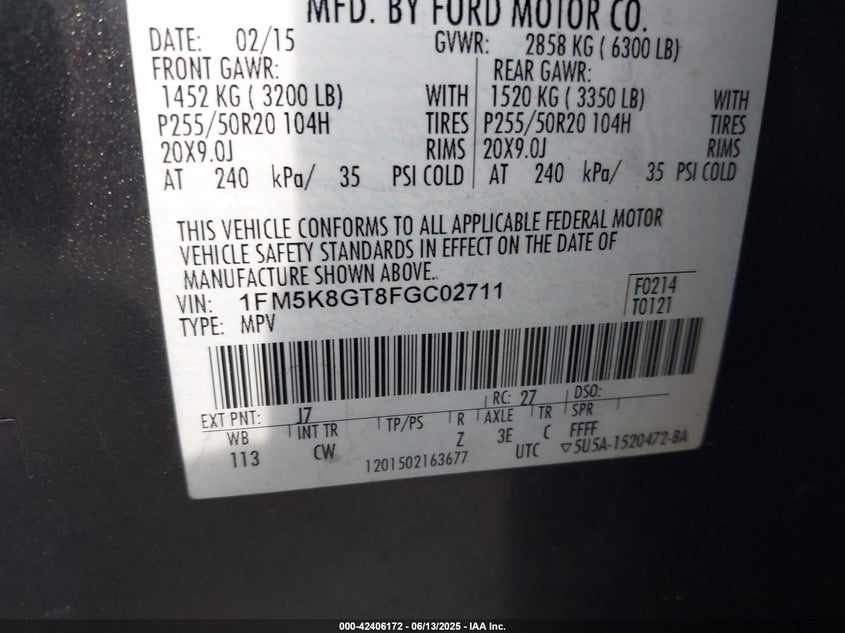 MFD. BY FORD MOTOR CO.
DATE: 02/15 GVWR: 2858 KG ( 6300 LB)
FRONT GAWR: REAR GAWR:
1452 KG ( 3200 LB) WITH 1520 KG ( 3350 LB) WITH
P255/50R20 104H TIRES P255/50R20 104H TIRES
20X9.0J RIMS 20X9.0J RIMS
AT 240 kPa/ 35 PSI COLD AT 240 kPa/ 35 PSI COLD
THIS VEHICLE CONFORMS TO ALL APPLICABLE FEDERAL MOTOR
VEHICLE SAFETY STANDARDS IN EFFECT ON THE DATE OF
MANUFACTURE SHOWN ABOVE.
VIN: 1FM5K8GT8FGC02711 F0214
TYPE: MPV T0121
EXT PNT: J7 RC: 27 DSO:
WB INT TR TP/PS R AXLE TR SPR
113 CW Z 3E C FFFF
1201502163677 UTC ▽5U5A-1520472-BA
000-42406172 - 06/13/2025 - IAA Inc.